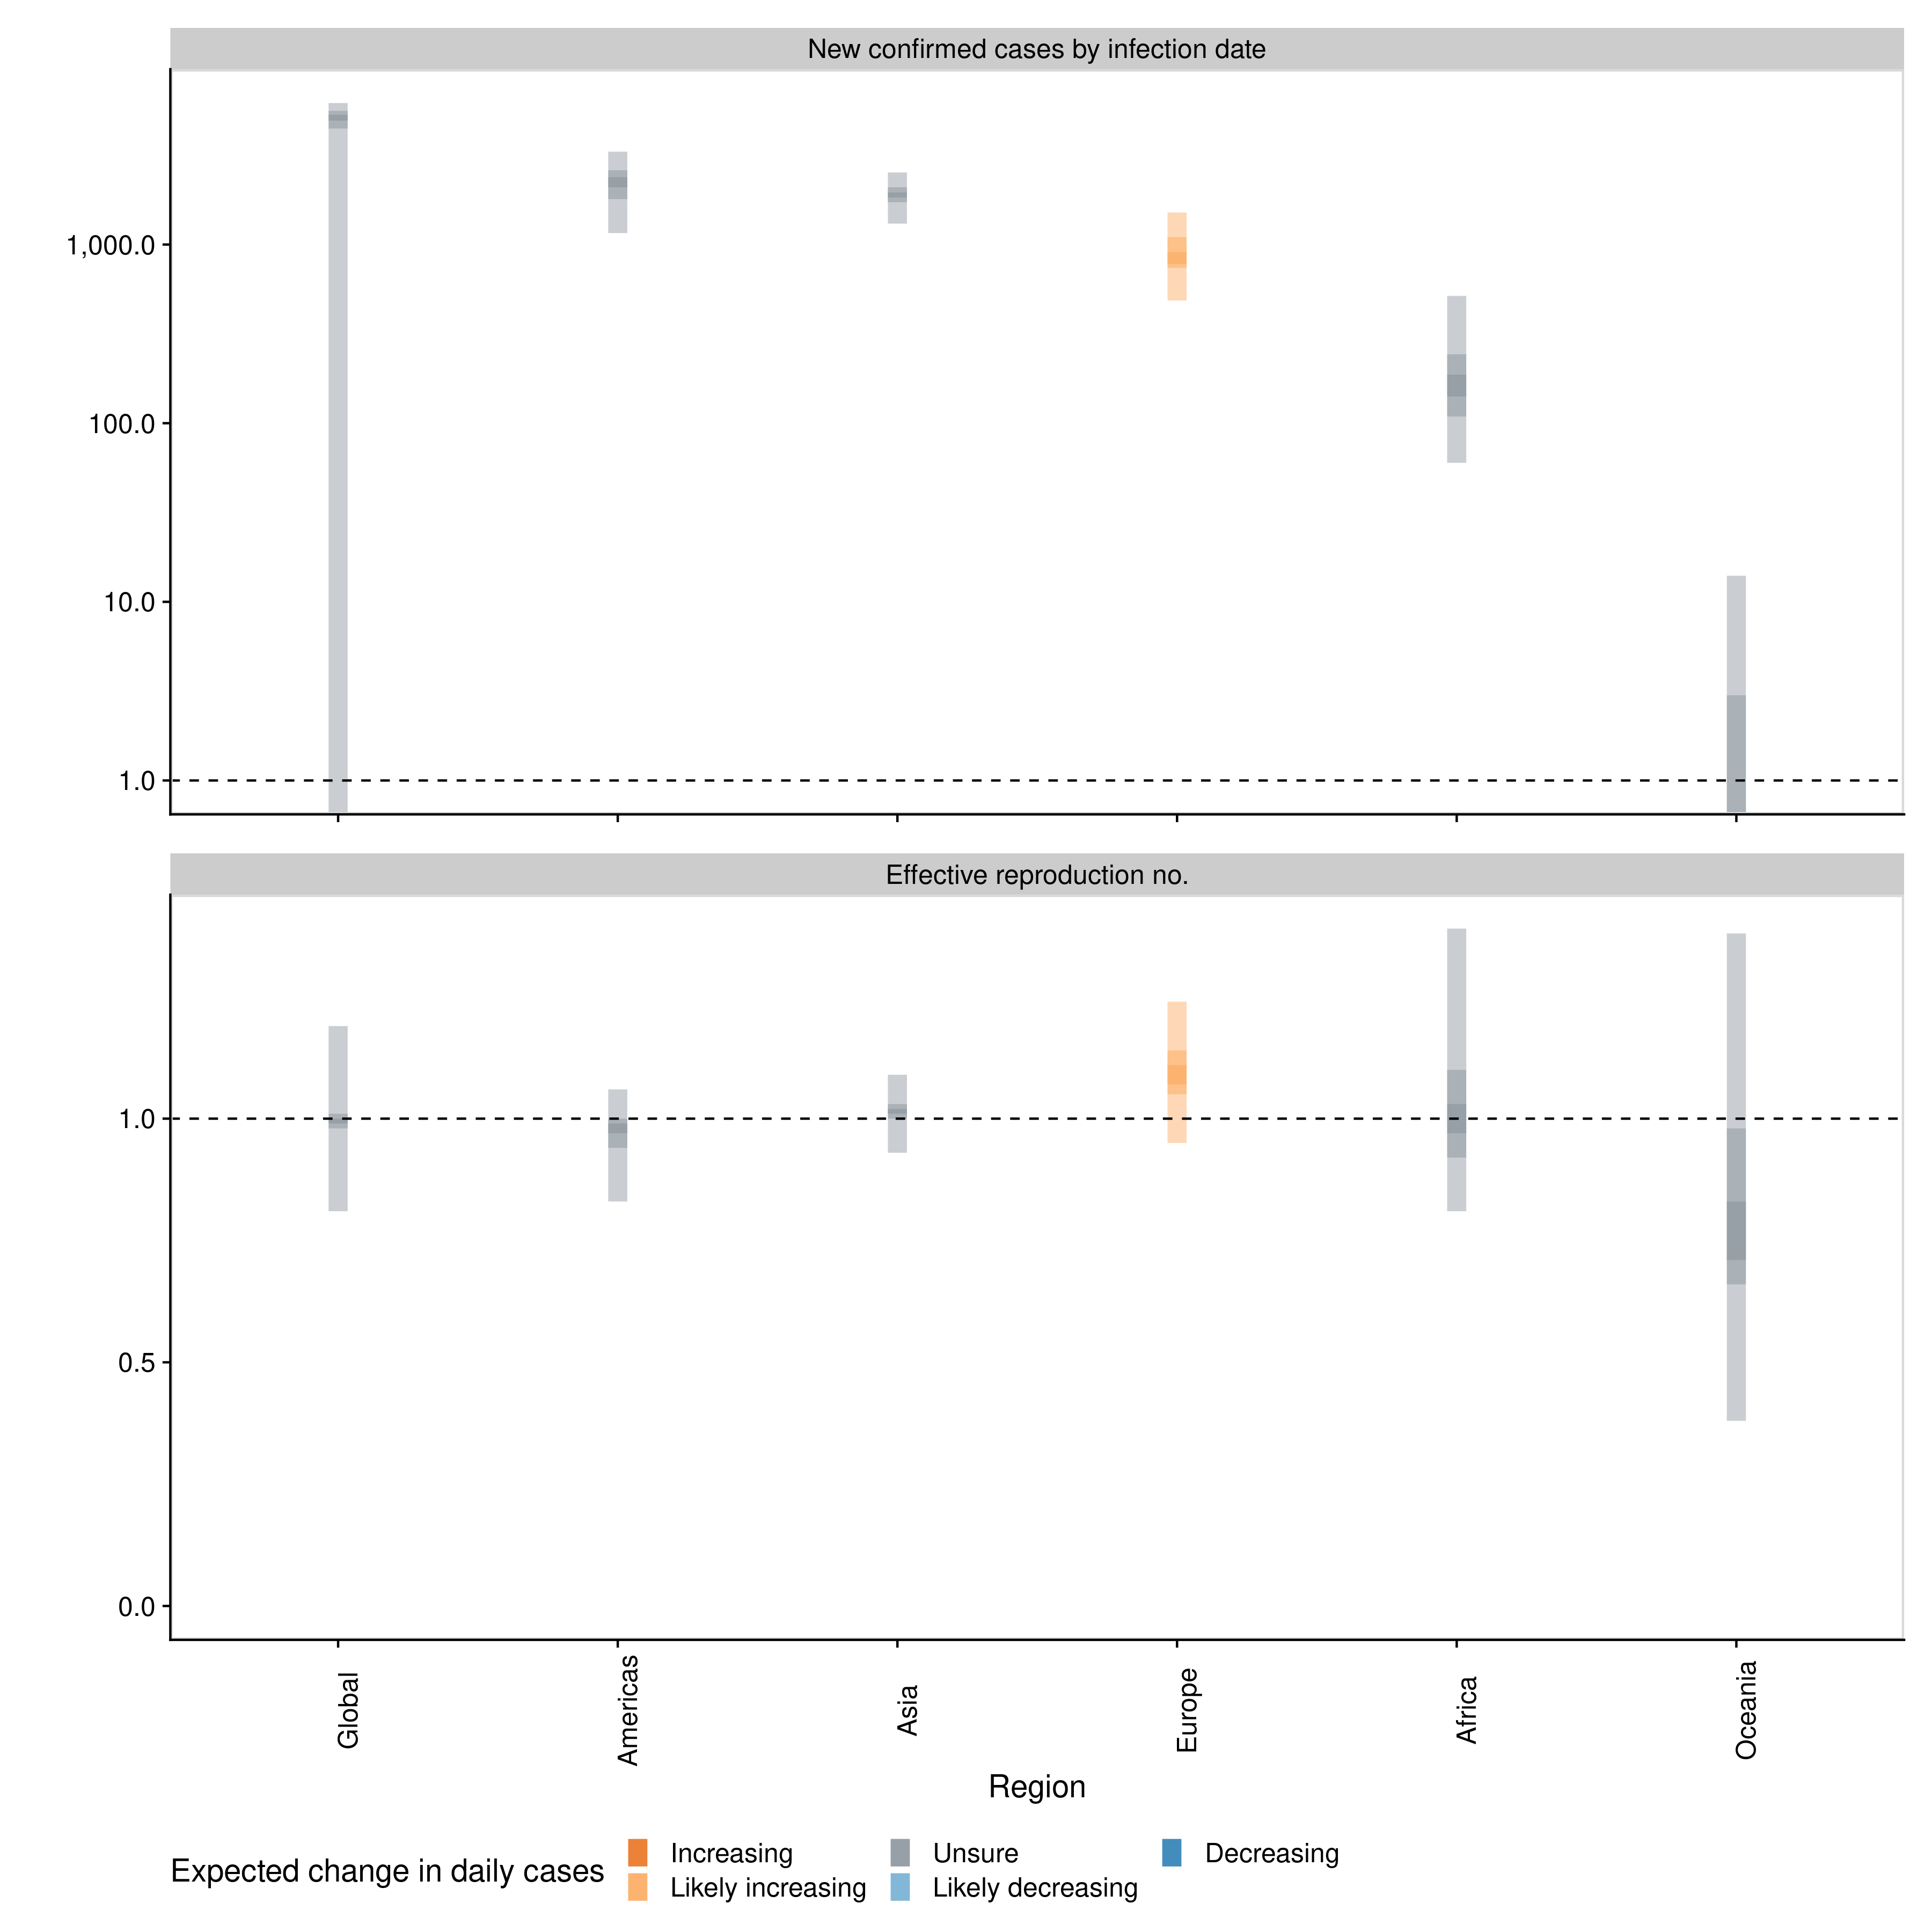 New confirmed cases by infection date
1,000.0
100.0
10.0
1.0
Effective reproduction no.
1.0
0.5
0.0
Global
Americas
Asia
Europe
Africa
Oceania
Region
Expected change in daily cases
Increasing
Unsure
Decreasing
Likely increasing
Likely decreasing